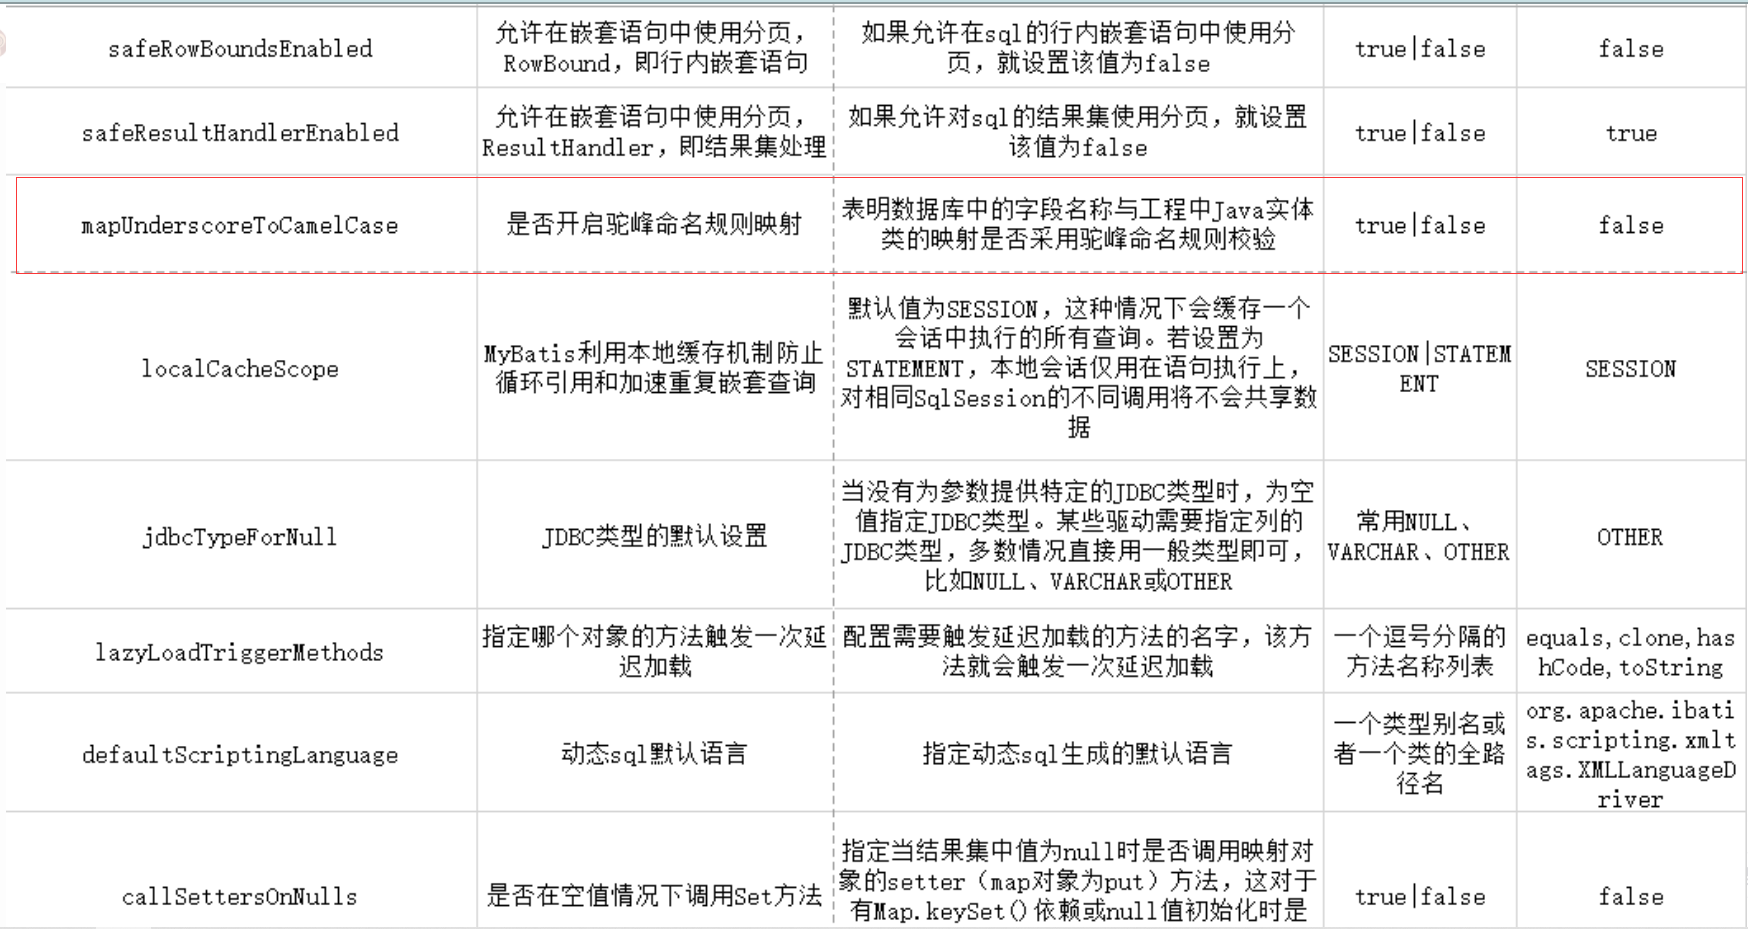 safeRowBoundsEnabled
允许在嵌套语句中使用分页，
RowBound，即行内嵌套语句
如果允许在sql的行内嵌套语句中使用分
页，就设置该值为false
true|false
false
safeResultHandlerEnabled
允许在嵌套语句中使用分页，
ResultHandler，即结果集处理
如果允许对sql的结果集使用分页，就设置
该值为false
true|false
true
mapUnderscoreToCamelCase
是否开启驼峰命名规则映射
表明数据库中的字段名称与工程中Java实体
类的映射是否采用驼峰命名规则校验
true|false
false
localCacheScope
MyBatis利用本地缓存机制防止
循环引用和加速重复嵌套查询
默认值为SESSION，这种情况下会缓存一个
会话中执行的所有查询。若设置为
STATEMENT，本地会话仅用在语句执行上，
对相同SqlSession的不同调用将不会共享数
据
SESSION|STATEM
ENT
SESSION
jdbcTypeForNull
JDBC类型的默认设置
当没有为参数提供特定的JDBC类型时，为空
值指定JDBC类型。某些驱动需要指定列的
JDBC类型，多数情况直接用一般类型即可，
比如NULL、VARCHAR或OTHER
常用NULL、
VARCHAR、OTHER
OTHER
lazyLoadTriggerMethods
指定哪个对象的方法触发一次延
迟加载
配置需要触发延迟加载的方法的名字，该方
法就会触发一次延迟加载
一个逗号分隔的
方法名称列表
equals,clone,has
hCode,toString
defaultScriptingLanguage
动态sql默认语言
指定动态sql生成的默认语言
一个类型别名或
者一个类的全路
径名
org.apache.ibati
s.scripting.xmlt
ags.XMLLanguageD
river
callSettersOnNulls
是否在空值情况下调用Set方法
指定当结果集中值为null时是否调用映射对
象的setter（map对象为put）方法，这对于
有Map.keySet()依赖或null值初始化时是
true|false
false